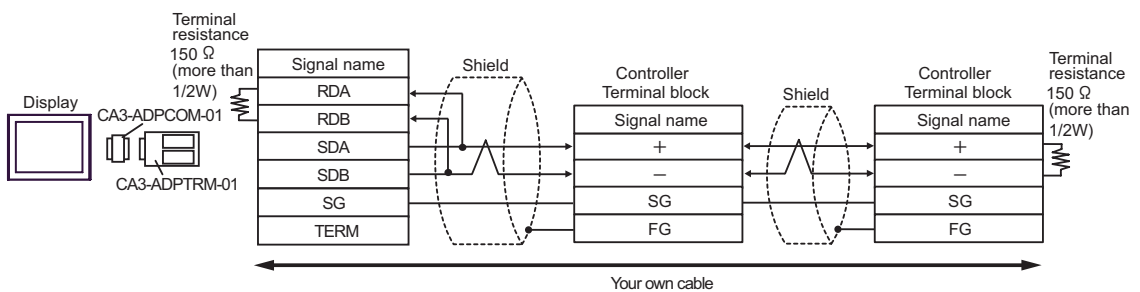 Terminal
resistance
150 Ω
(more than
1/2W)
Display
CA3-ADPCOM-01
CA3-ADPTRM-01
Signal name
RDA
RDB
SDA
SDB
SG
TERM
Shield
Controller
Terminal block
Signal name
+
−
SG
FG
Shield
Controller
Terminal block
Signal name
+
−
SG
FG
Terminal
resistance
150 Ω
(more than
1/2W)
Your own cable